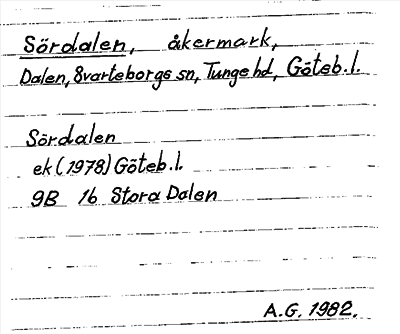 Sördalen, åkermark,
Dalen, Svarteborgs sn, Tunge hd, Göteb.l.
Sördalen
ek (1978) Göteb.l.
9B 1b Stora Dalen
A.G. 1982.